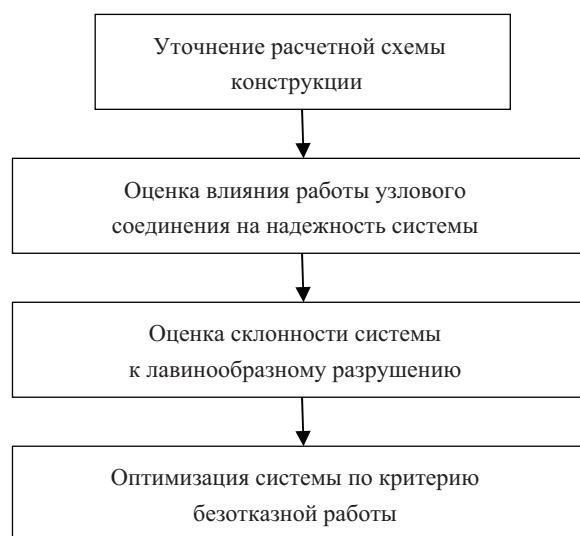 Уточнение расчетной схемы
конструкции
Оценка влияния работы узлового
соединения на надежность системы
Оценка склонности системы
к лавинообразному разрушению
Оптимизация системы по критерию
безотказной работы